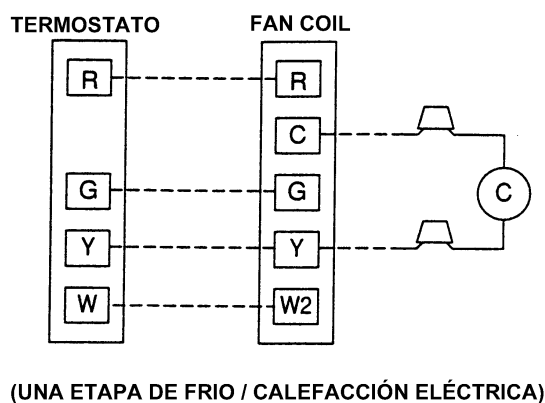 TERMOSTATO FAN COIL
R R
C
G G C
Y Y
W W2
(UNA ETAPA DE FRIO / CALEFACCIÓN ELÉCTRICA)